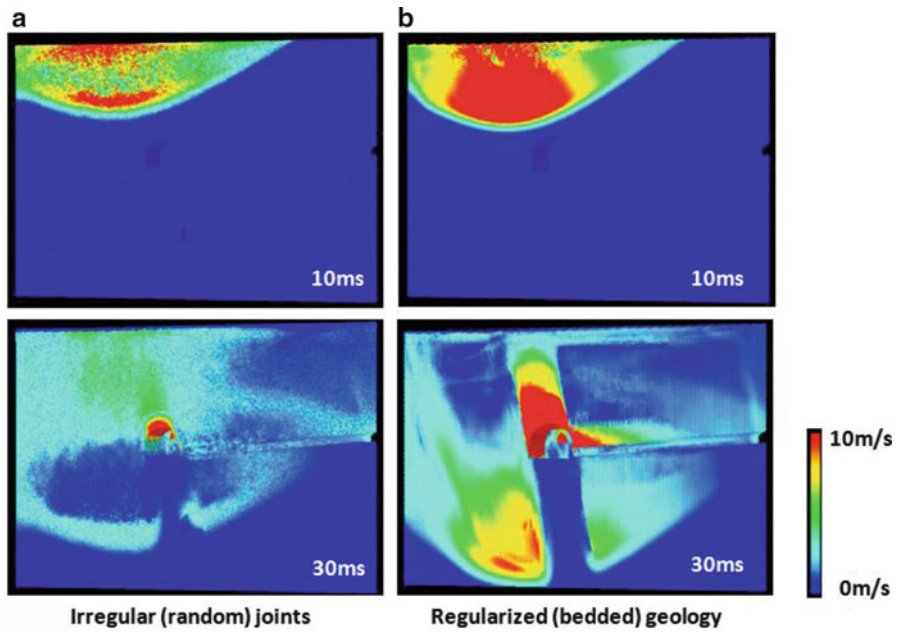 a
b
10ms
10ms
30ms
30ms
10m/s
0m/s
Irregular (random) joints
Regularized (bedded) geology